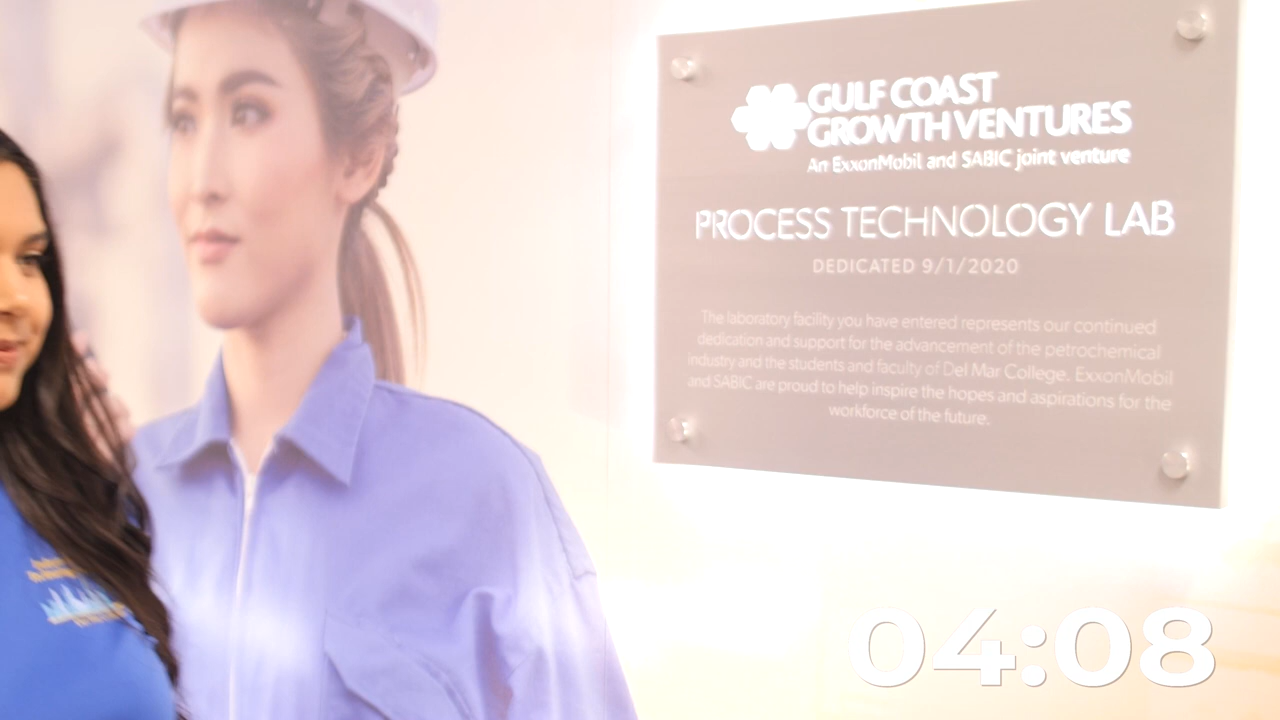 GULF COAST
GROWTH VENTURES
An ExxonMobil and SABIC joint venture
PROCESS TECHNOLOGY LAB
DEDICATED 9/1/2020
The laboratory facility you have entered represents our continued
dedication and support for the advancement of the petrochemical
industry and the students and faculty of Del Mar College. ExxonMobil
and SABIC are proud to help inspire the hopes and aspirations for the
workforce of the future.
04:08